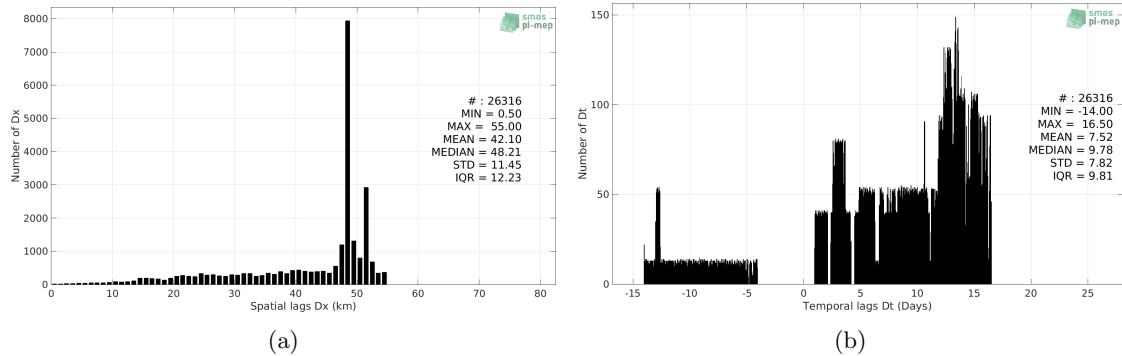 smos
pi-mep
8000
7000
6000
5000
4000
3000
2000
1000
0
Number of Dx
# : 26316
MIN = 0.50
MAX = 55.00
MEAN = 42.10
MEDIAN = 48.21
STD = 11.45
IQR = 12.23
0 10 20 30 40 50 60 70 80
Spatial lags Dx (km)
(a)
smos
pi-mep
150
100
50
0
Number of Dt
# : 26316
MIN = -14.00
MAX = 16.50
MEAN = 7.52
MEDIAN = 9.78
STD = 7.82
IQR = 9.81
-15 -10 -5 0 5 10 15 20 25
Temporal lags Dt (Days)
(b)